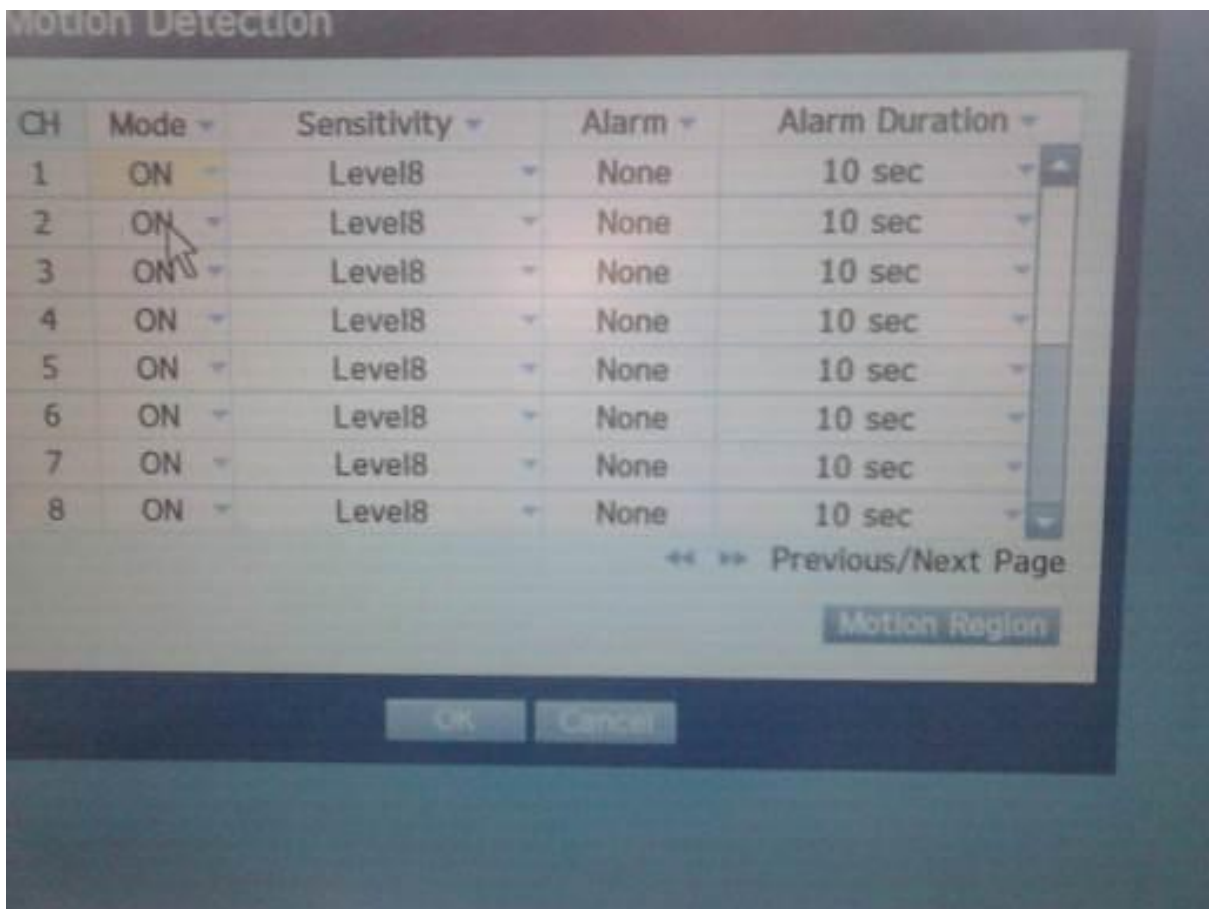 Motion Detection
CH Mode Sensitivity Alarm Alarm Duration
1 ON Level8 None 10 sec
2 ON Level8 None 10 sec
3 ON Level8 None 10 sec
4 ON Level8 None 10 sec
5 ON Level8 None 10 sec
6 ON Level8 None 10 sec
7 ON Level8 None 10 sec
8 ON Level8 None 10 sec
Previous/Next Page
Motion Region
OK Cancel